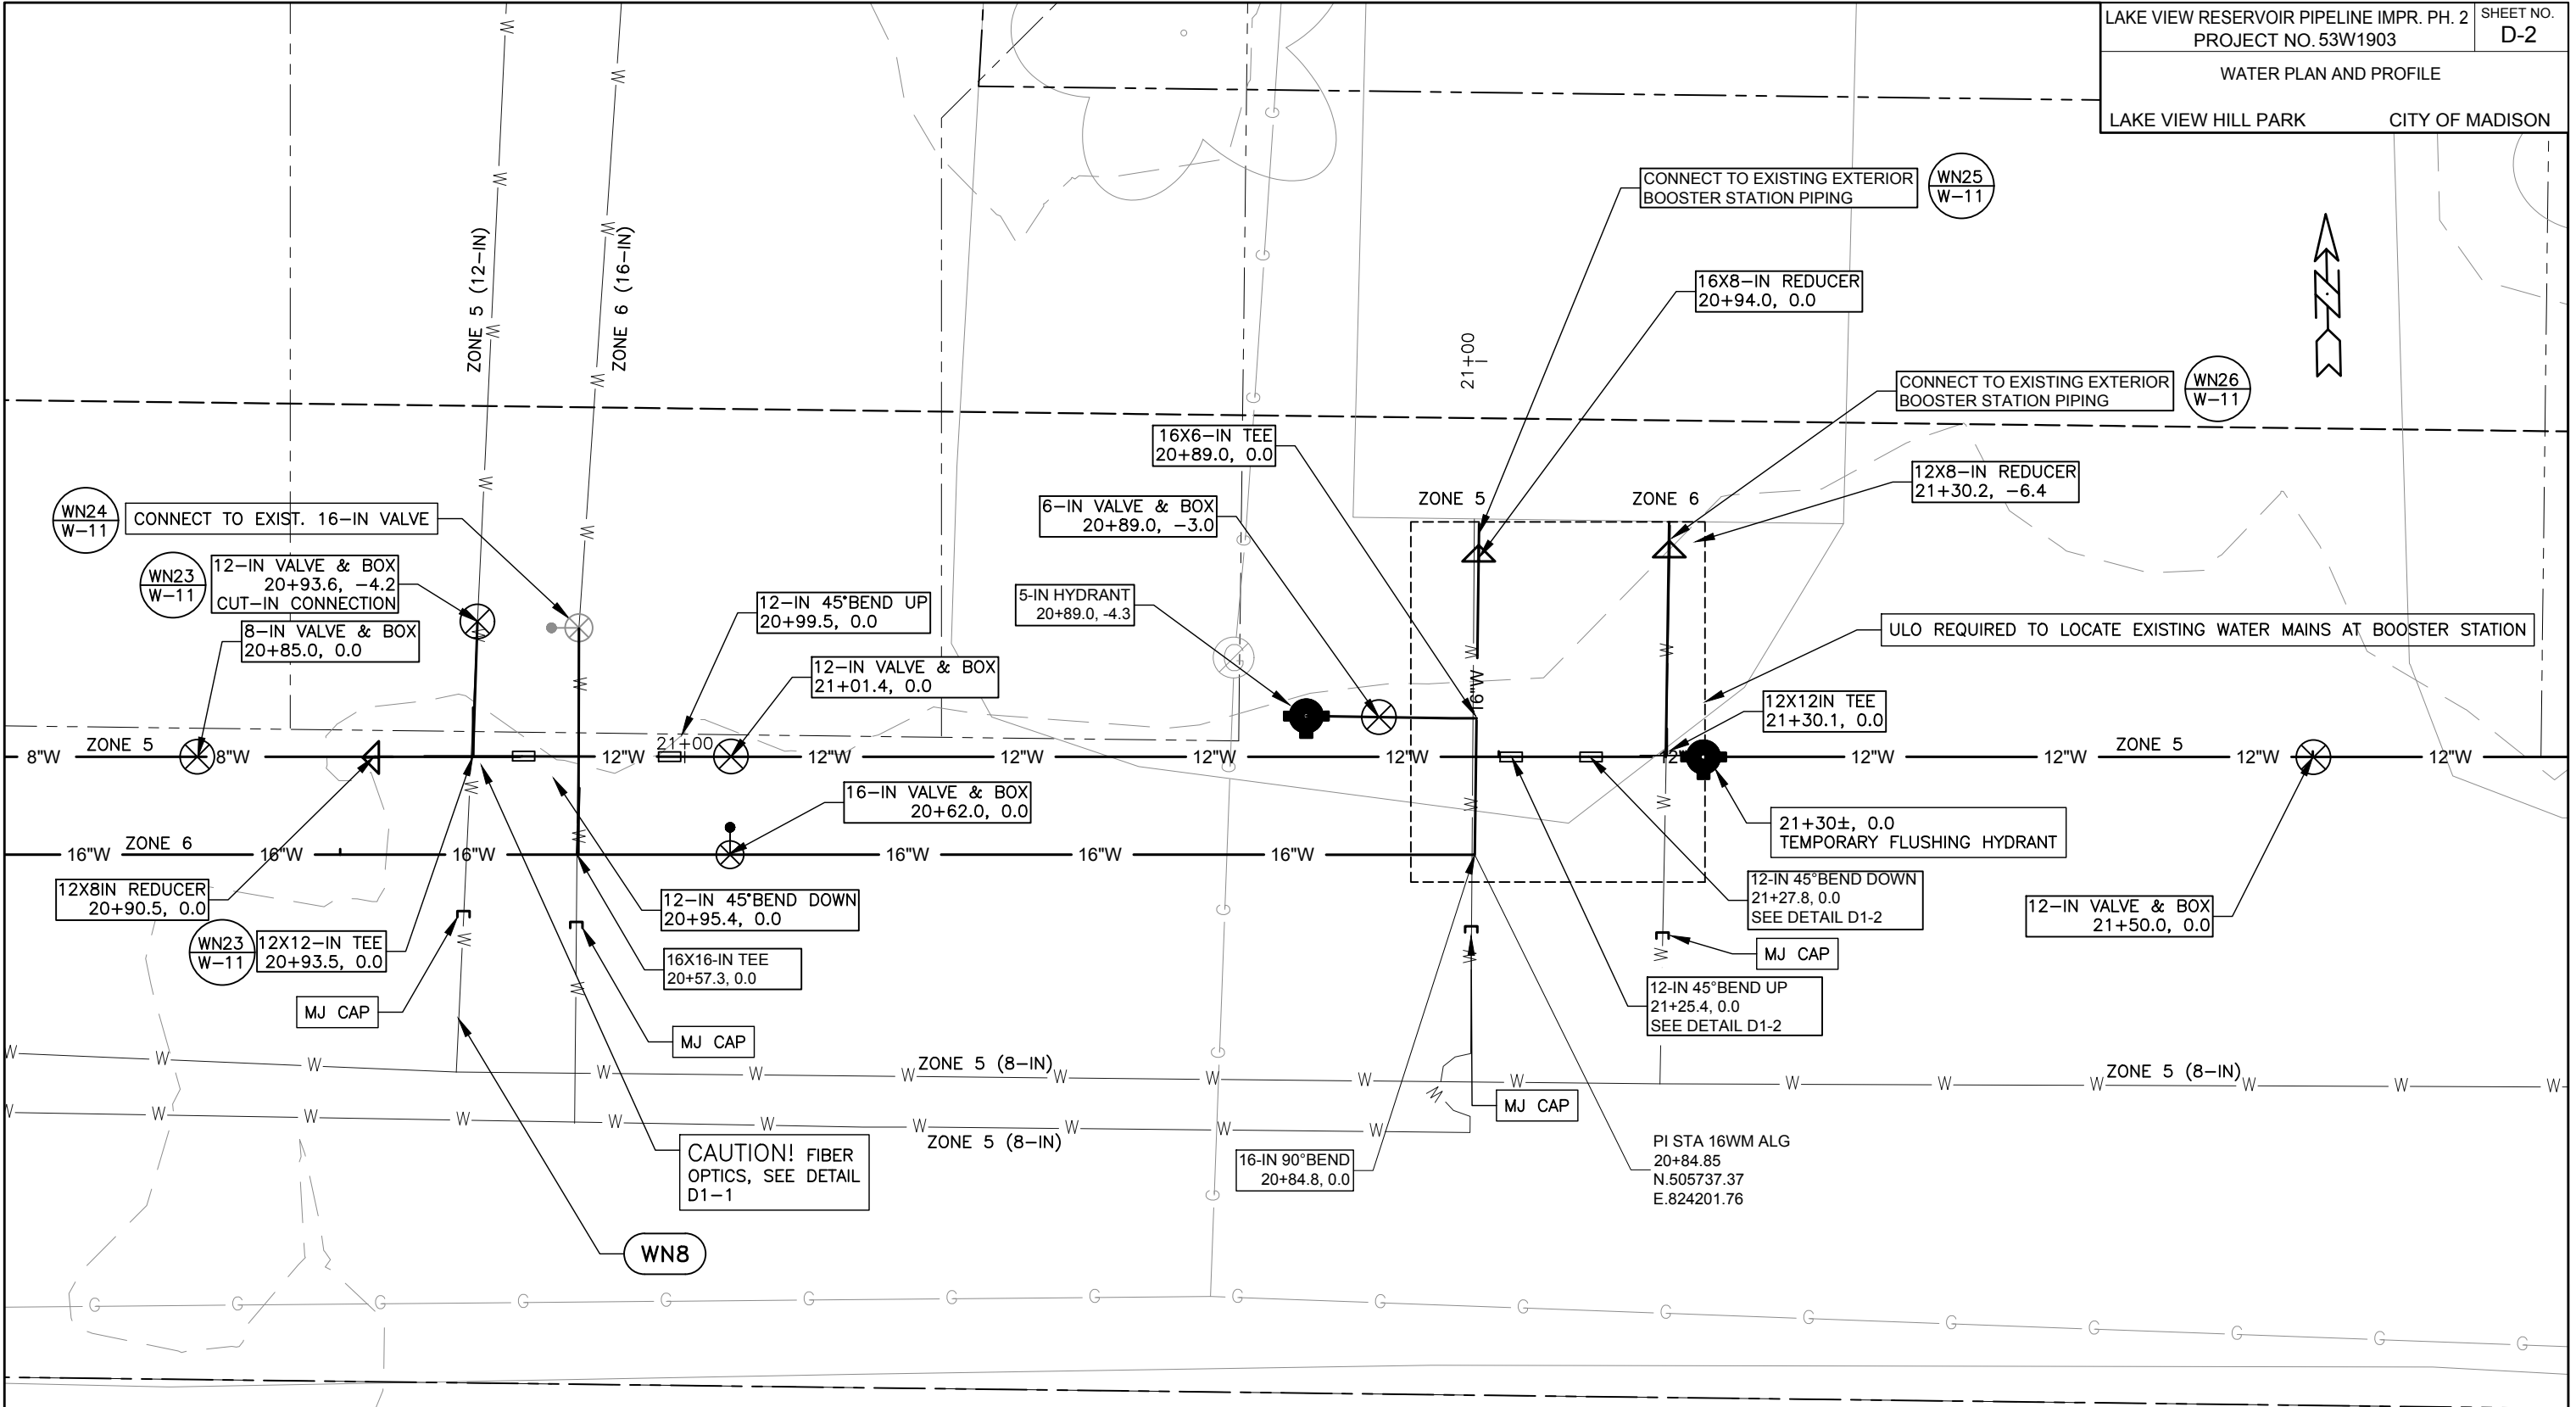 LAKE VIEW RESERVOIR PIPELINE IMPR. PH. 2
PROJECT NO. 53W1903
SHEET NO.
D-2
WATER PLAN AND PROFILE
LAKE VIEW HILL PARK
CITY OF MADISON
CONNECT TO EXISTING EXTERIOR
BOOSTER STATION PIPING
WN25
W-11
ZONE 5 (12-IN)
ZONE 6 (16-IN)
16X8-IN REDUCER
20+94.0, 0.0
21+00
CONNECT TO EXISTING EXTERIOR
BOOSTER STATION PIPING
WN26
W-11
16X6-IN TEE
20+89.0, 0.0
6-IN VALVE & BOX
20+89.0, -3.0
ZONE 5
ZONE 6
12X8-IN REDUCER
21+30.2, -6.4
WN24
W-11
CONNECT TO EXIST. 16-IN VALVE
WN23
W-11
12-IN VALVE & BOX
20+93.6, -4.2
CUT-IN CONNECTION
8-IN VALVE & BOX
20+85.0, 0.0
12-IN 45°BEND UP
20+99.5, 0.0
12-IN VALVE & BOX
21+01.4, 0.0
5-IN HYDRANT
20+89.0, -4.3
ULO REQUIRED TO LOCATE EXISTING WATER MAINS AT BOOSTER STATION
16"W
12X12IN TEE
21+30.1, 0.0
8"W
ZONE 5
8"W
12"W
21+00
12"W
12"W
12"W
12"W
12"W
12"W
12"W
ZONE 5
12"W
12"W
16-IN VALVE & BOX
20+62.0, 0.0
21+30±, 0.0
TEMPORARY FLUSHING HYDRANT
16"W
ZONE 6
16"W
16"W
16"W
16"W
16"W
12X8IN REDUCER
20+90.5, 0.0
WN23
W-11
12X12-IN TEE
20+93.5, 0.0
12-IN 45°BEND DOWN
20+95.4, 0.0
16X16-IN TEE
20+57.3, 0.0
12-IN 45°BEND DOWN
21+27.8, 0.0
SEE DETAIL D1-2
12-IN VALVE & BOX
21+50.0, 0.0
MJ CAP
12-IN 45°BEND UP
21+25.4, 0.0
SEE DETAIL D1-2
MJ CAP
MJ CAP
ZONE 5 (8-IN)
ZONE 5 (8-IN)
MJ CAP
ZONE 5 (8-IN)
CAUTION! FIBER
OPTICS, SEE DETAIL
D1-1
16-IN 90°BEND
20+84.8, 0.0
PI STA 16WM ALG
20+84.85
N.505737.37
E.824201.76
WN8